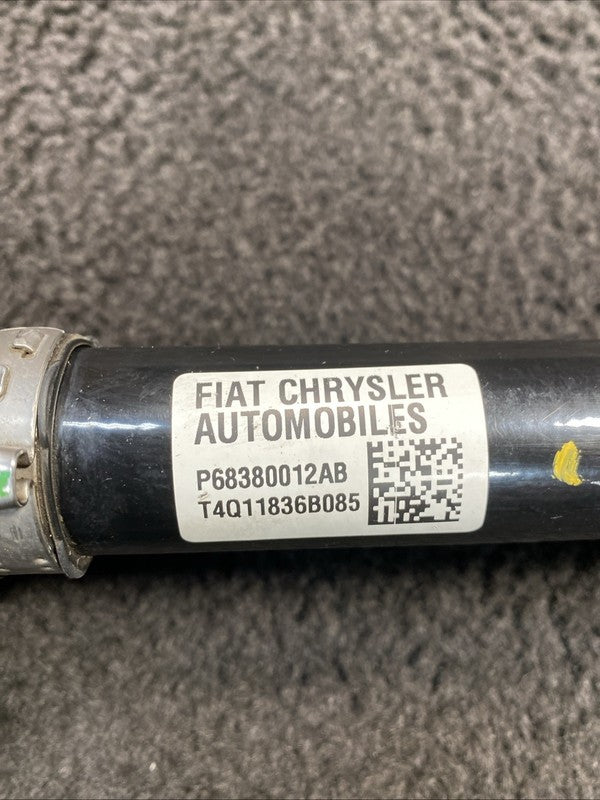 FIAT CHRYSLER
AUTOMOBILES
P68380012AB
T4Q11836B085